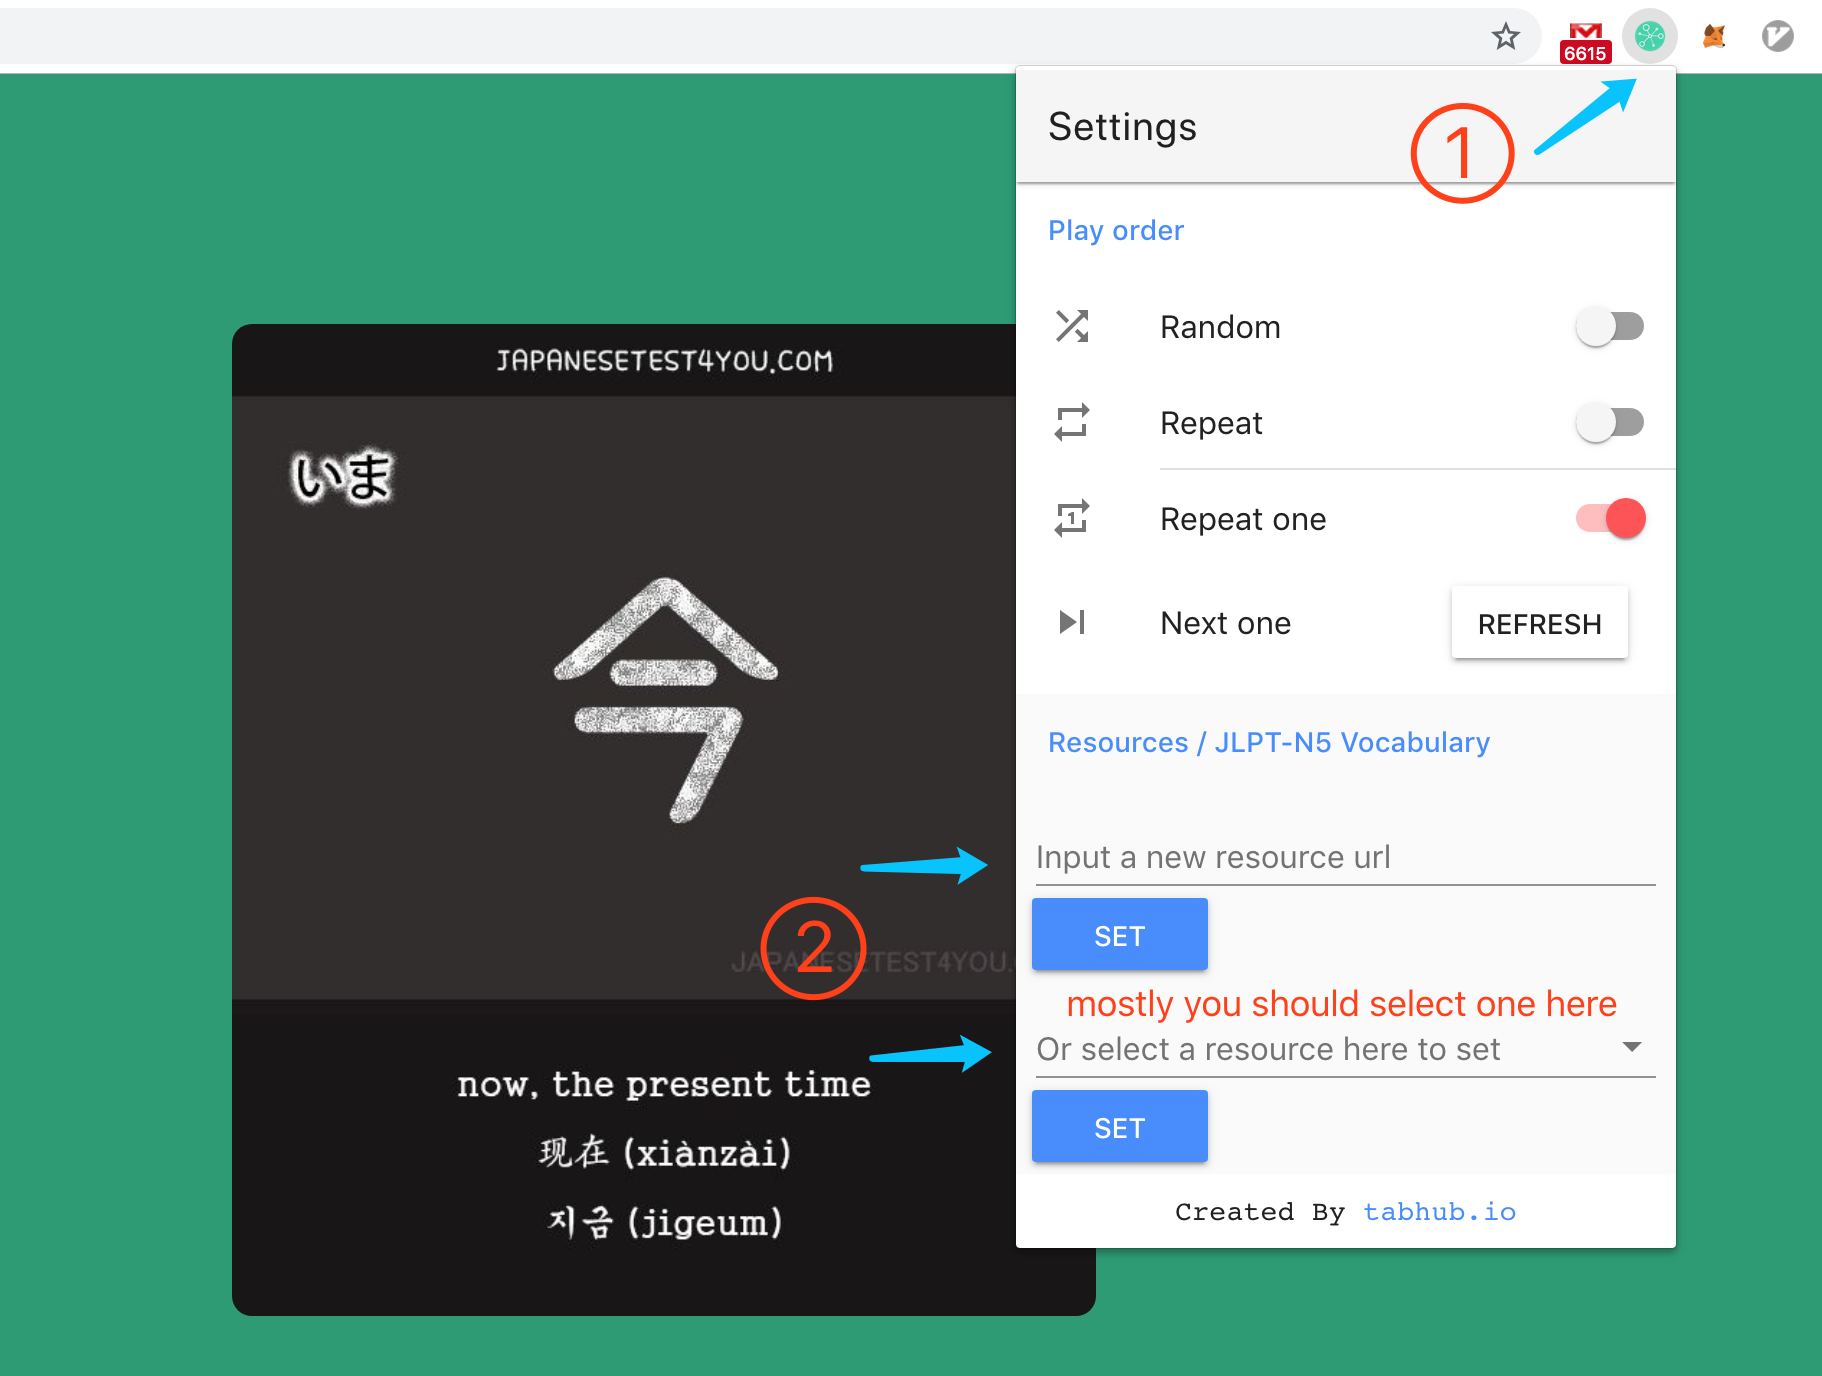 6615
Settings
1
Play order
Random
Repeat
1
Repeat one
Next one
REFRESH
Resources / JLPT-N5 Vocabulary
Input a new resource url
SET
mostly you should select one here
Or select a resource here to set
SET
Created By tabhub.io
JAPANESETEST4YOU.COM
いま
今
2
JAPANESETEST4YOU.
now, the present time
现在 (xiànzài)
지금 (jigeum)